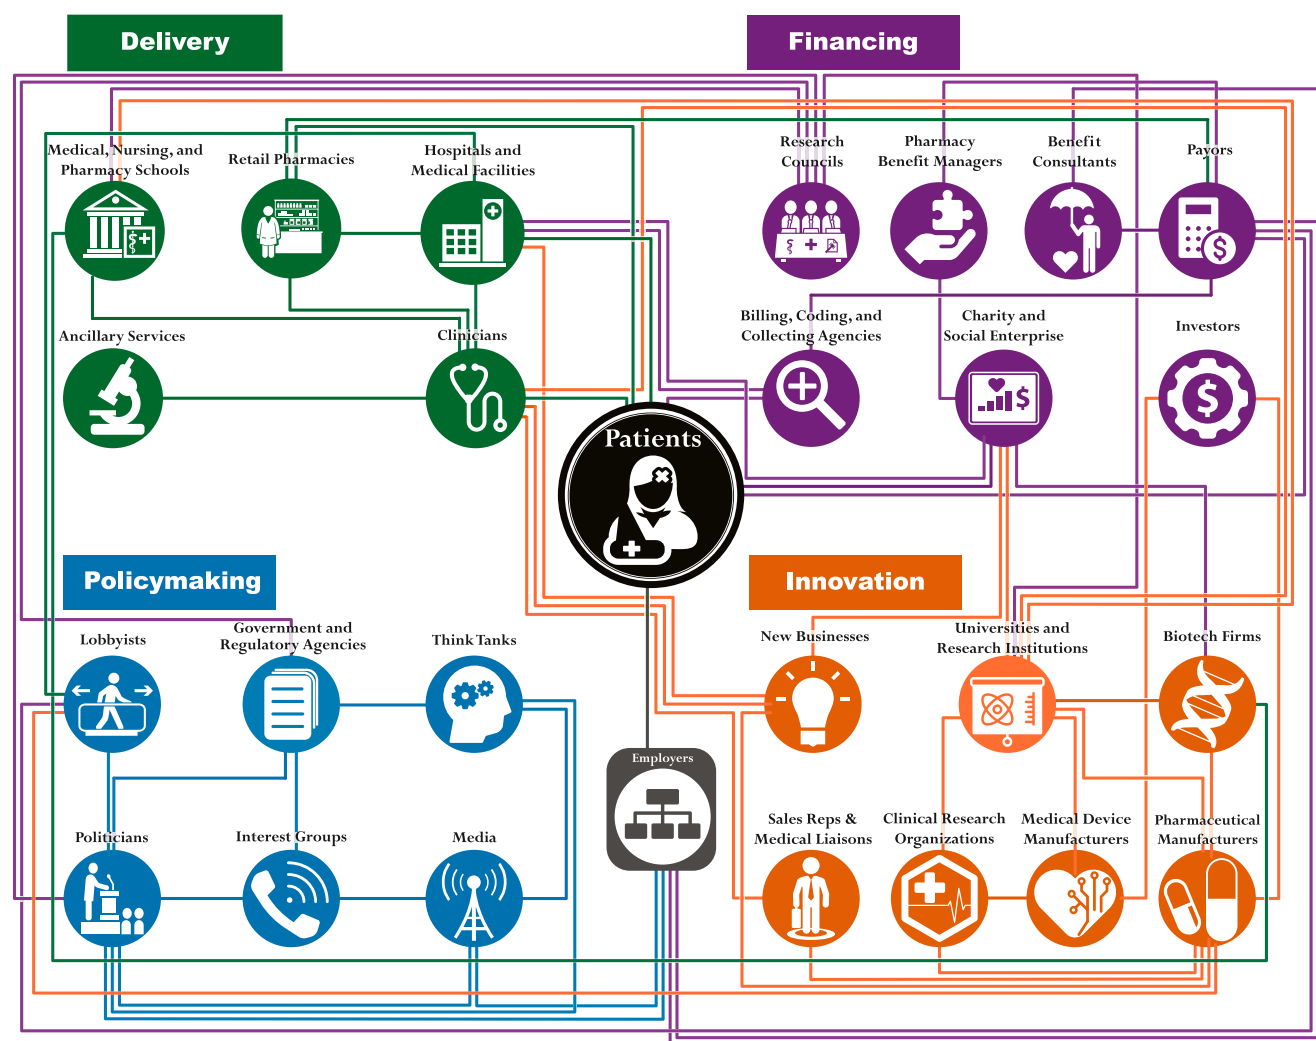 Delivery
Financing
Medical, Nursing, and
Pharmacy Schools
Retail Pharmacies
Hospitals and
Medical Facilities
Research
Councils
Pharmacy
Benefit Managers
Benefit
Consultants
Payors
$
$
Ancillary Services
Clinicians
Billing, Coding, and
Collecting Agencies
Charity and
Social Enterprise
Investors
$
$
Patients
Policymaking
Innovation
Lobbyists
Government and
Regulatory Agencies
Think Tanks
New Businesses
Universities and
Research Institutions
Biotech Firms
Employers
Politicians
Interest Groups
Media
Sales Reps &
Medical Liaisons
Clinical Research
Organizations
Medical Device
Manufacturers
Pharmaceutical
Manufacturers